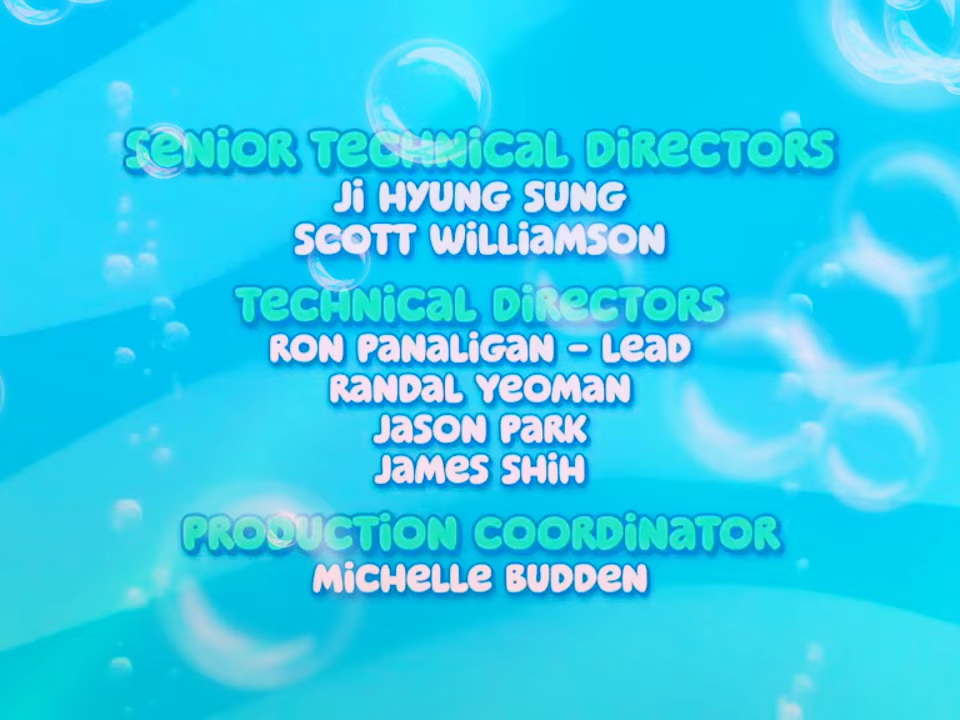 SENIOR TECHNICAL DIRECTORS
JI HYUNG SUNG
SCOTT WILLIAMSON
TECHNICAL DIRECTORS
RON PANALIGAN - LEAD
RANDAL YEOMAN
JASON PARK
JAMES SHIH
PRODUCTION COORDINATOR
MICHELLE BUDDEN